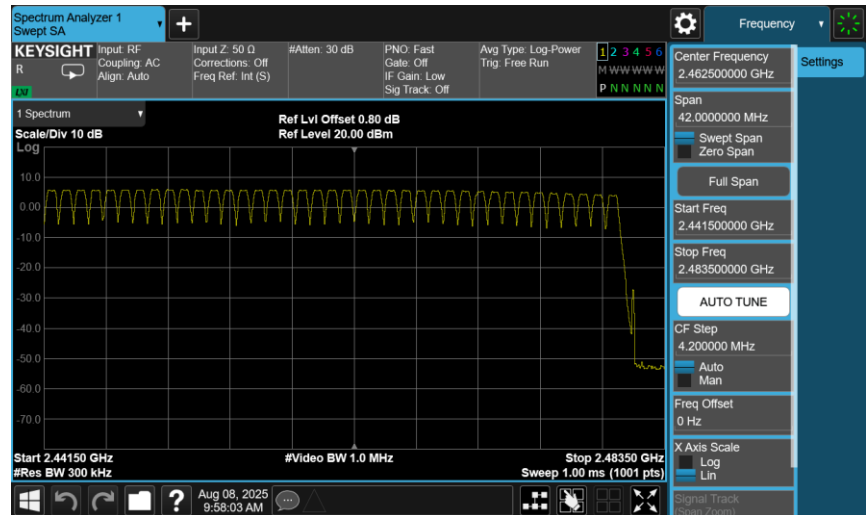 Spectrum Analyzer 1
Swept SA
Frequency
KEYSIGHT
R
LXI
Input: RF
Coupling: AC
Align: Auto
Input Z: 50 Ω
Corrections: Off
Freq Ref: Int (S)
#Atten: 30 dB
PNO: Fast
Gate: Off
IF Gain: Low
Sig Track: Off
Avg Type: Log-Power
Trig: Free Run
1 2 3 4 5 6
M W W W W W
P N N N N N
1 Spectrum
Scale/Div 10 dB
Ref Lvl Offset 0.80 dB
Ref Level 20.00 dBm
Log
10.0
0.00
-10.0
-20.0
-30.0
-40.0
-50.0
-60.0
-70.0
Start 2.44150 GHz
#Video BW 1.0 MHz
Stop 2.48350 GHz
#Res BW 300 kHz
Sweep 1.00 ms (1001 pts)
Center Frequency
2.462500000 GHz
Span
42.0000000 MHz
Swept Span
Zero Span
Full Span
Start Freq
2.441500000 GHz
Stop Freq
2.483500000 GHz
AUTO TUNE
CF Step
4.200000 MHz
Auto
Man
Freq Offset
0 Hz
X Axis Scale
Log
Lin
Signal Track
(Span Zoom)
Settings
?
Aug 08, 2025
9:58:03 AM